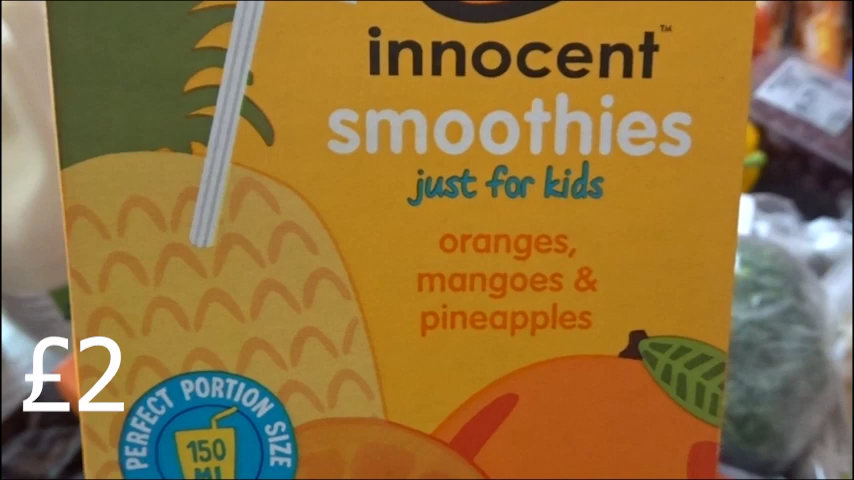 innocent™
smoothies
just for kids
oranges,
mangoes &
pineapples
£2
PERFECT PORTION SIZE
150
ML